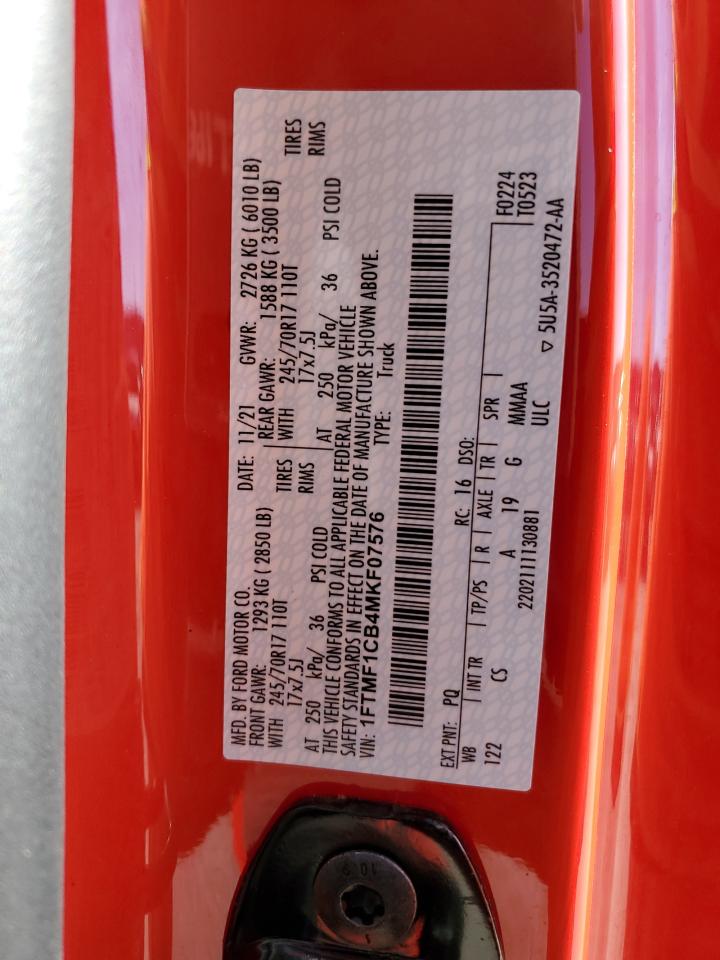 MFD. BY FORD MOTOR CO.
DATE: 11/21 GVWR: 2726 KG ( 6010 LB)
FRONT GAWR: 1293 KG ( 2850 LB) REAR GAWR: 1588 KG ( 3500 LB)
WITH 245/70R17 110T TIRES WITH 245/70R17 110T TIRES
17x7.5J RIMS 17x7.5J RIMS
AT 250 kPa/ 36 PSI COLD AT 250 kPa/ 36 PSI COLD
THIS VEHICLE CONFORMS TO ALL APPLICABLE FEDERAL MOTOR VEHICLE
SAFETY STANDARDS IN EFFECT ON THE DATE OF MANUFACTURE SHOWN ABOVE.
VIN: 1FTMF1CB4MKF07576 TYPE: Truck
EXT PNT: PQ RC: 16 DSO:
WB INT TR TP/PS R AXLE TR SPR F0224
122 CS A 19 G MMAA T0523
2202111130881 ULC
▽ 5U5A-3520472-AA
10.9